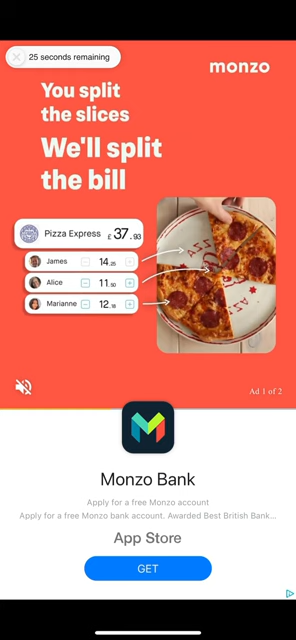 25 seconds remaining
monzo
You split
the slices
We'll split
the bill
Pizza Express £ 37.93
James 14.25
Alice 11.50
Marianne 12.18
Ad 1 of 2
Monzo Bank
Apply for a free Monzo account
Apply for a free Monzo bank account. Awarded Best British Bank...
App Store
GET